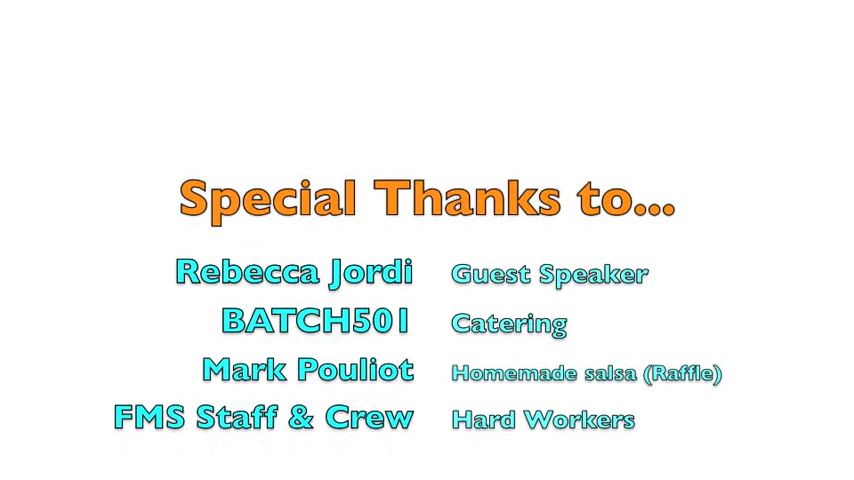 Special Thanks to...
Rebecca Jordi Guest Speaker
BATCH501 Catering
Mark Pouliot Homemade salsa (Raffle)
FMS Staff & Crew Hard Workers